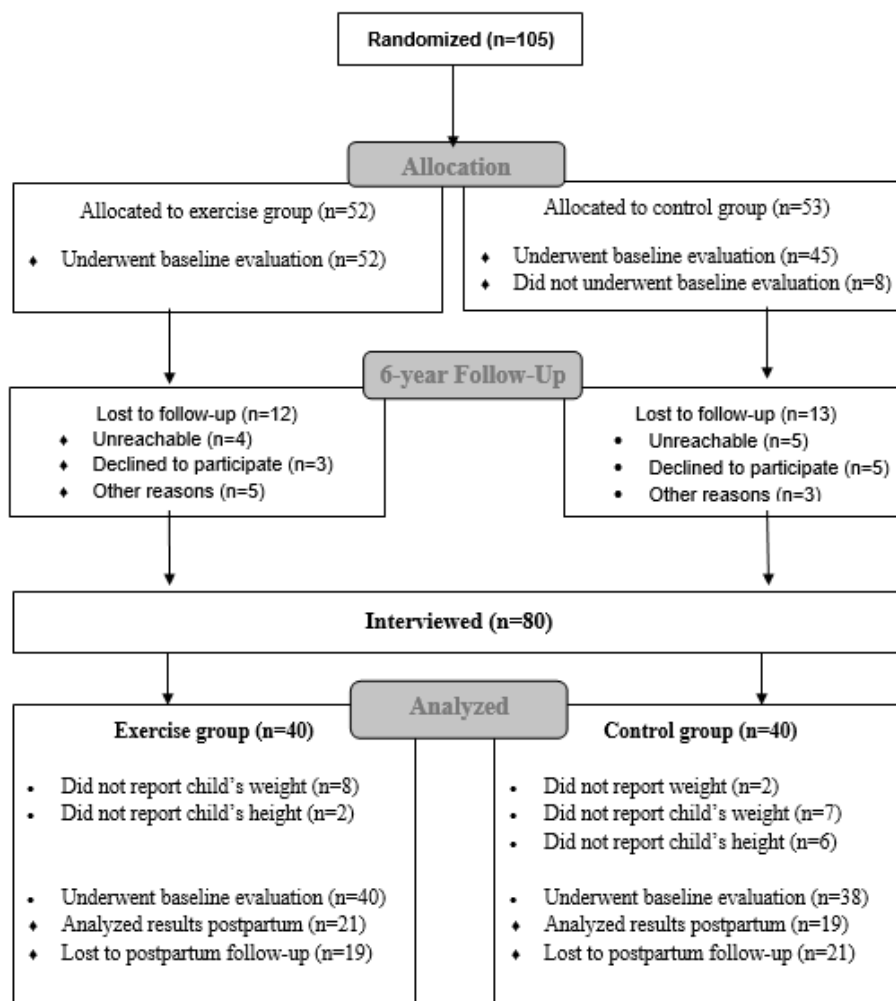 Randomized (n=105)
Allocation
Allocated to exercise group (n=52)
♦ Underwent baseline evaluation (n=52)
Allocated to control group (n=53)
♦ Underwent baseline evaluation (n=45)
♦ Did not underwent baseline evaluation (n=8)
6-year Follow-Up
Lost to follow-up (n=12)
♦ Unreachable (n=4)
♦ Declined to participate (n=3)
♦ Other reasons (n=5)
Lost to follow-up (n=13)
• Unreachable (n=5)
• Declined to participate (n=5)
• Other reasons (n=3)
Interviewed (n=80)
Analyzed
Exercise group (n=40)
• Did not report child's weight (n=8)
• Did not report child's height (n=2)
• Underwent baseline evaluation (n=40)
♦ Analyzed results postpartum (n=21)
♦ Lost to postpartum follow-up (n=19)
Control group (n=40)
• Did not report weight (n=2)
• Did not report child's weight (n=7)
• Did not report child's height (n=6)
• Underwent baseline evaluation (n=38)
♦ Analyzed results postpartum (n=19)
♦ Lost to postpartum follow-up (n=21)